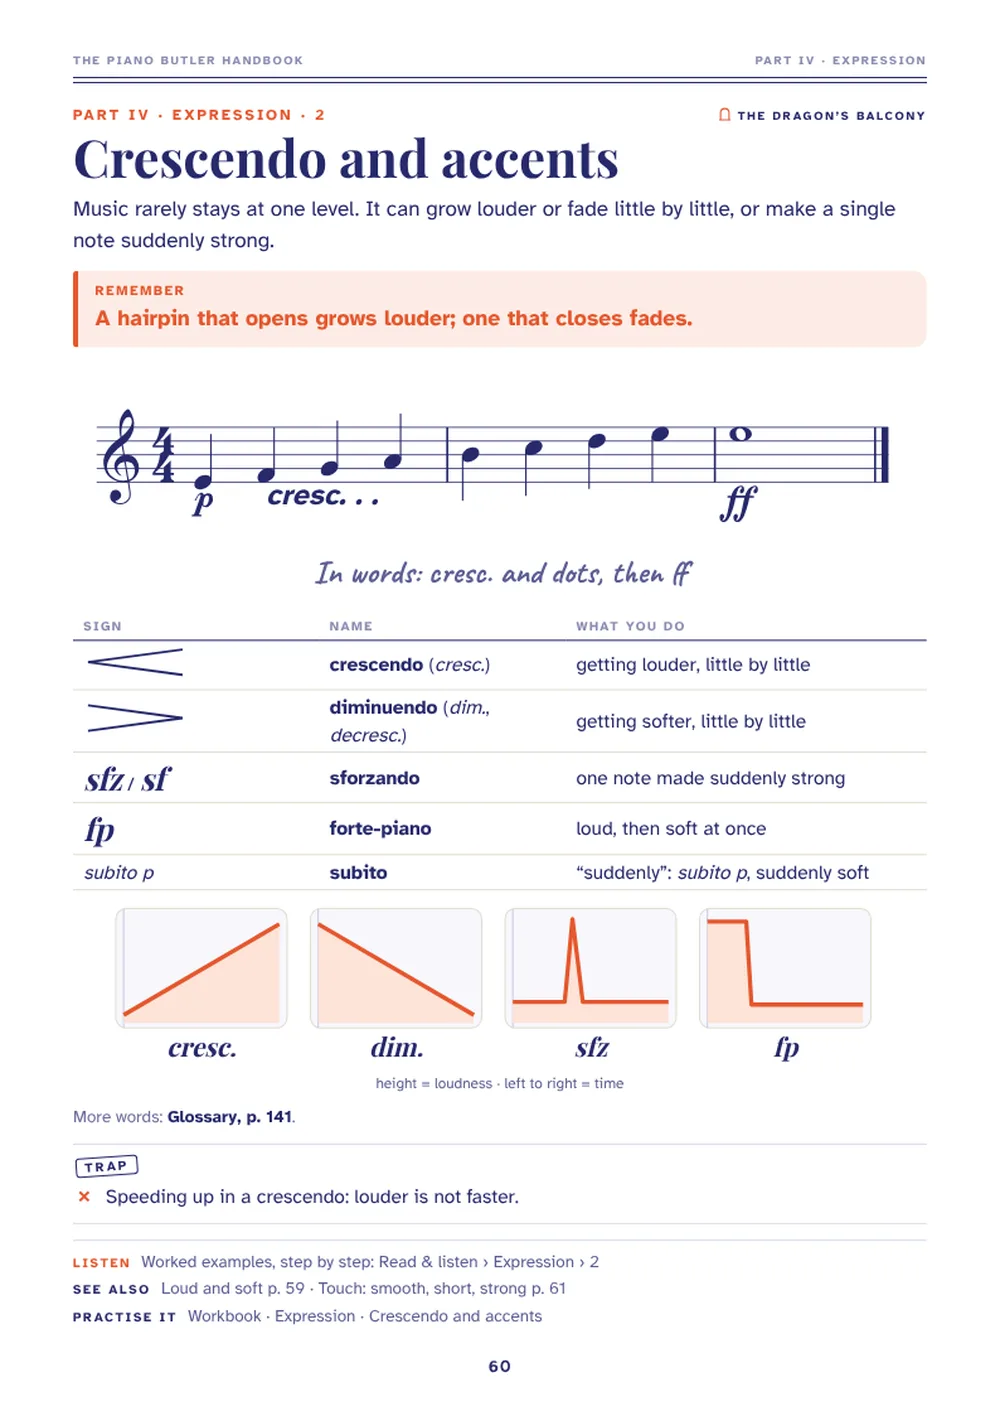 THE PIANO BUTLER HANDBOOK
PART IV · EXPRESSION
PART IV · EXPRESSION · 2
THE DRAGON’S BALCONY
Crescendo and accents
Music rarely stays at one level. It can grow louder or fade little by little, or make a single
note suddenly strong.
REMEMBER
A hairpin that opens grows louder; one that closes fades.
4
4
p cresc. . . ff
In words: cresc. and dots, then ff
SIGN NAME WHAT YOU DO
crescendo (cresc.) getting louder, little by little
diminuendo (dim.,
decresc.)
getting softer, little by little
sfz / sf sforzando one note made suddenly strong
fp forte-piano loud, then soft at once
subito p subito “suddenly”: subito p, suddenly soft
cresc. dim. sfz fp
height = loudness · left to right = time
More words: Glossary, p. 141.
TRAP
× Speeding up in a crescendo: louder is not faster.
LISTEN Worked examples, step by step: Read & listen › Expression › 2
SEE ALSO Loud and soft p. 59 · Touch: smooth, short, strong p. 61
PRACTISE IT Workbook · Expression · Crescendo and accents
60